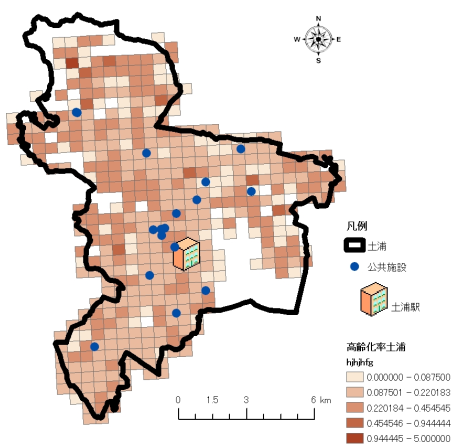 N
W E
S
凡例
土浦
公共施設
土浦駅
高齢化率土浦
hjhjhfg
0.000000 - 0.087500
0.087501 - 0.220183
0.220184 - 0.454545
0.454546 - 0.944444
0.944445 - 5.000000
0 1.5 3 6 km